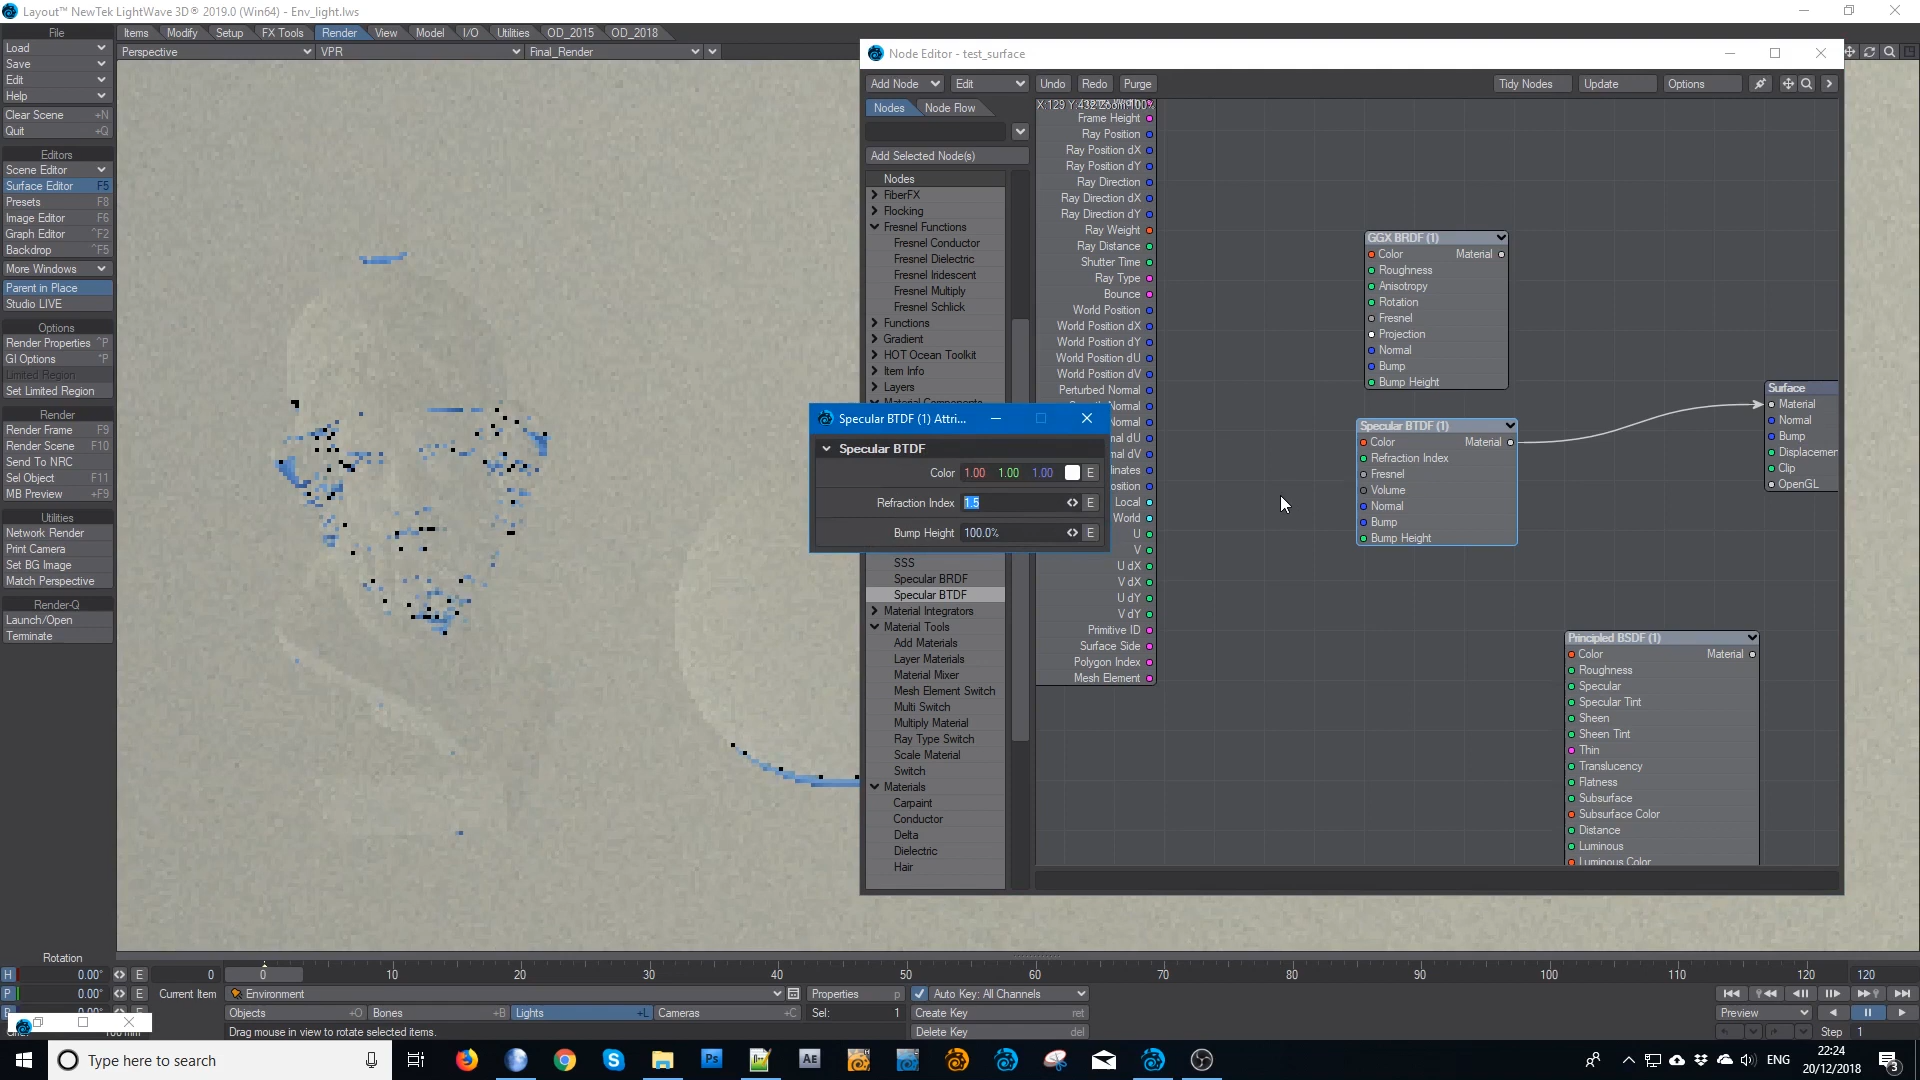 Layout™ NewTek LightWave 3D® 2019.0 (Win64) - Env_light.lws
File
Items Modify Setup FX Tools Render View Model I/O Utilities OD_2015 OD_2018
Perspective VPR Final_Render
Load
Save
Edit
Help
Clear Scene +N
Quit +Q
Editors
Scene Editor
Surface Editor F5
Presets F8
Image Editor F6
Graph Editor ^F2
Backdrop ^F5
More Windows
Parent in Place
Studio LIVE
Options
Render Properties ^P
GI Options *P
Limited Region
Set Limited Region
Render
Render Frame F9
Render Scene F10
Send To NRC
Sel Object F11
MB Preview +F9
Utilities
Network Render
Print Camera
Set BG Image
Match Perspective
Render-Q
Launch/Open
Terminate
Node Editor - test_surface
Add Node Edit Undo Redo Purge Tidy Nodes Update Options
Nodes Node Flow
Add Selected Node(s)
Nodes
FiberFX
Flocking
Fresnel Functions
Fresnel Conductor
Fresnel Dielectric
Fresnel Iridescent
Fresnel Multiply
Fresnel Schlick
Functions
Gradient
HOT Ocean Toolkit
Item Info
Layers
Material Components
SSS
Specular BRDF
Specular BTDF
Material Integrators
Material Tools
Add Materials
Layer Materials
Material Mixer
Mesh Element Switch
Multi Switch
Multiply Material
Ray Type Switch
Scale Material
Switch
Materials
Carpaint
Conductor
Delta
Dielectric
Hair
X:129 Y:432 Zoom:100%
Frame Height
Ray Position
Ray Position dX
Ray Position dY
Ray Direction
Ray Direction dX
Ray Direction dY
Ray Weight
Ray Distance
Shutter Time
Ray Type
Bounce
World Position
World Position dX
World Position dY
World Position dU
World Position dV
Perturbed Normal
Normal
Normal
mal dU
mal dV
dinates
osition
Local
World
U
V
U dX
V dX
U dY
V dY
Primitive ID
Surface Side
Polygon Index
Mesh Element
Specular BTDF (1) Attri...
Specular BTDF
Color 1.00 1.00 1.00 E
Refraction Index 1.5 E
Bump Height 100.0% E
GGX BRDF (1)
Color Material
Roughness
Anisotropy
Rotation
Fresnel
Projection
Normal
Bump
Bump Height
Specular BTDF (1)
Color Material
Refraction Index
Fresnel
Volume
Normal
Bump
Bump Height
Surface
Material
Normal
Bump
Displacemen
Clip
OpenGL
Principled BSDF (1)
Color Material
Roughness
Specular
Specular Tint
Sheen
Sheen Tint
Thin
Translucency
Flatness
Subsurface
Subsurface Color
Distance
Luminous
Luminous Color
Rotation
H 0.00° E
P 0.00° E
0 0 10 20 30 40 50 60 70 80 90 100 110 120 120
Current Item Environment Properties p Auto Key: All Channels
Objects +O Bones +B Lights +L Cameras +C Sel: 1 Create Key ret Preview
Drag mouse in view to rotate selected items. Delete Key del Step 1
Type here to search
Ps
AE
ENG
22:24
20/12/2018
3